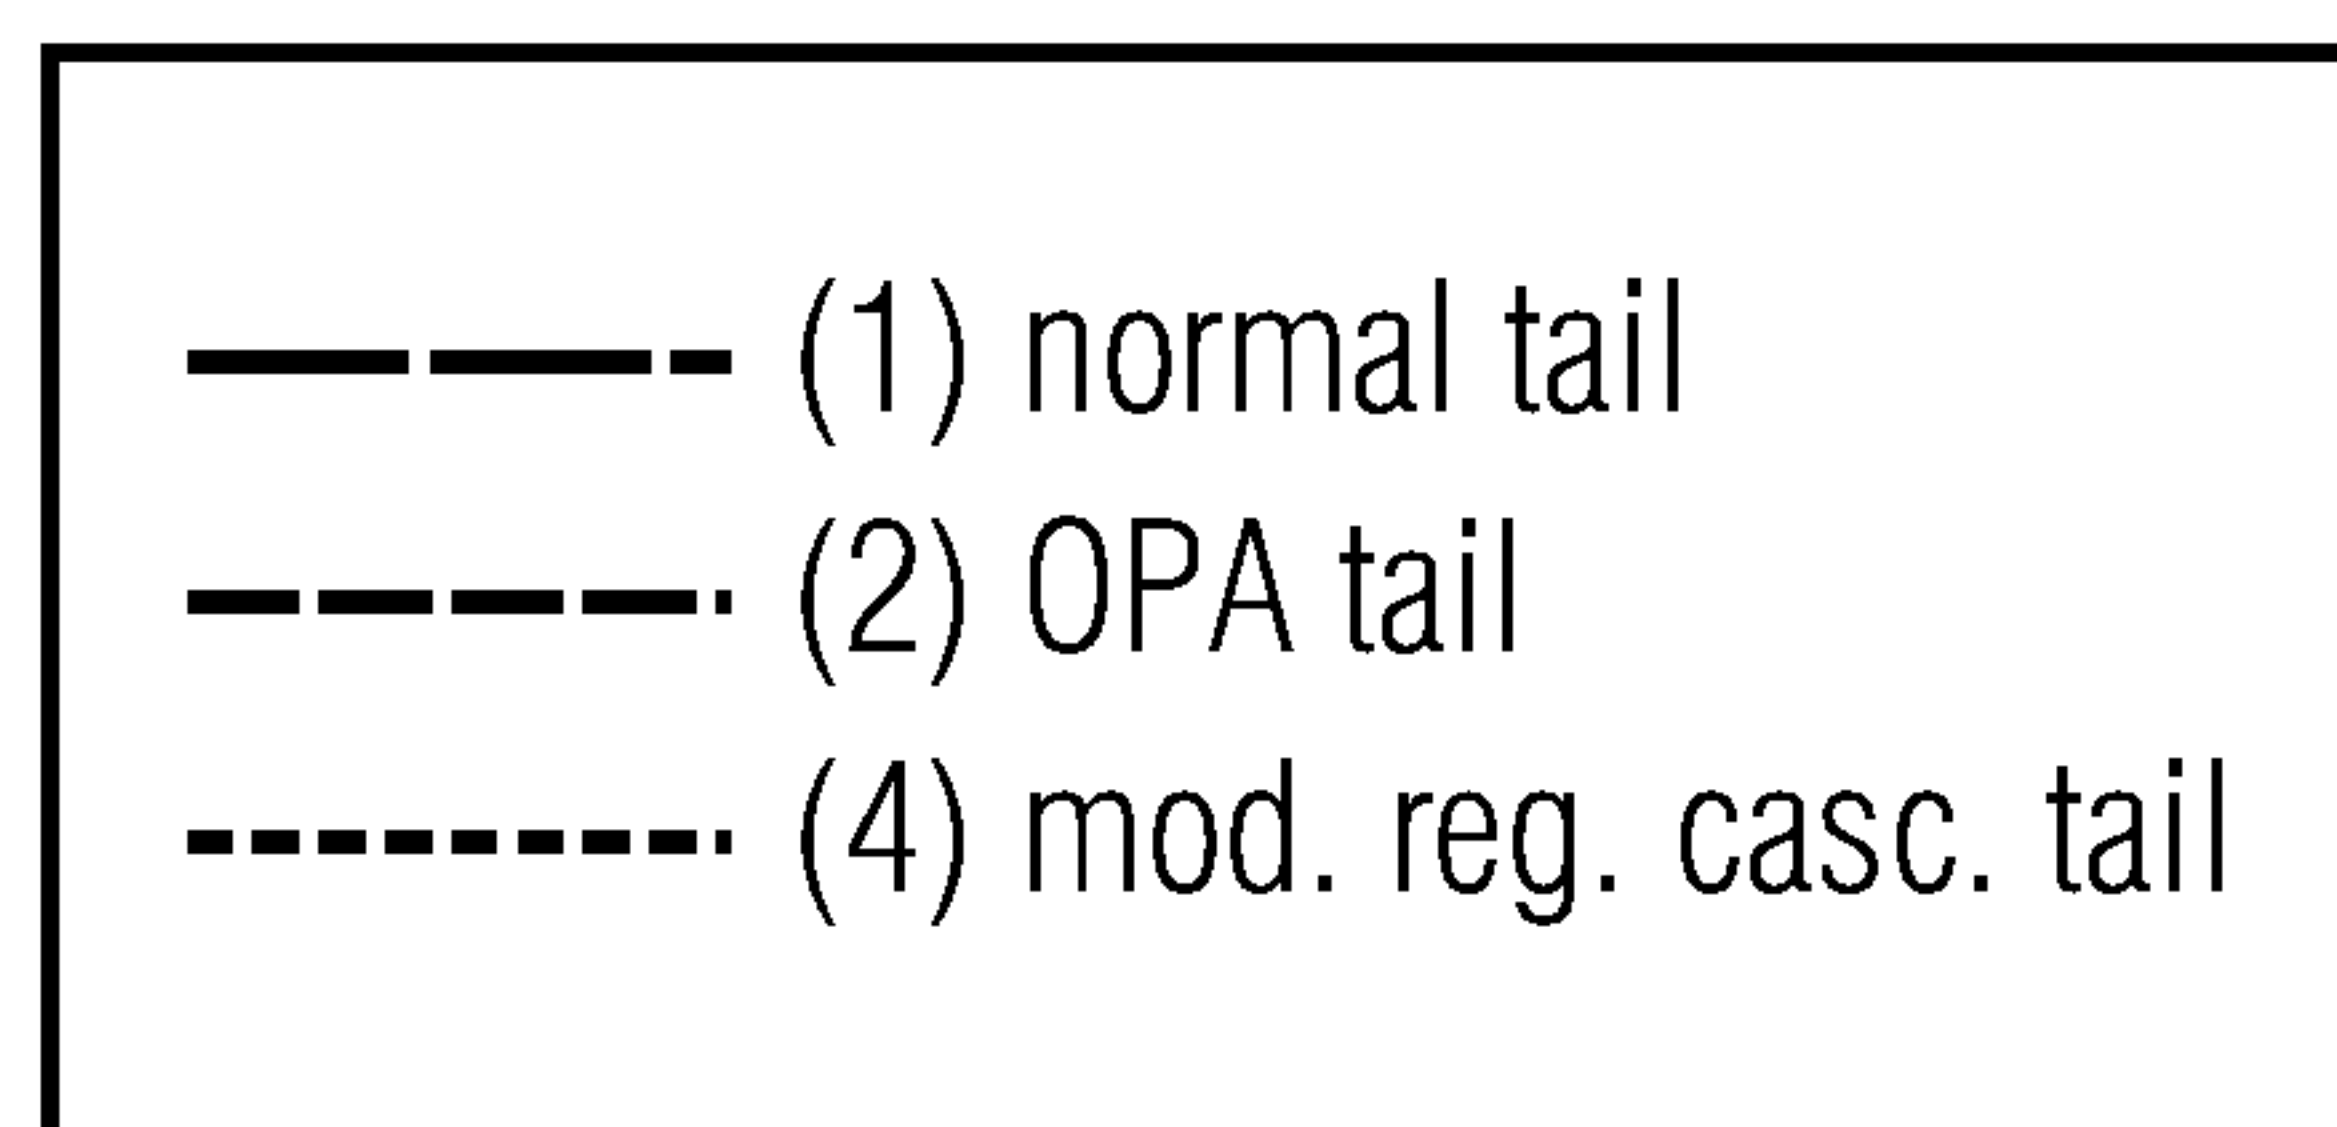 (1) normal tail
(2) OPA tail
(4) mod. reg. casc. tail